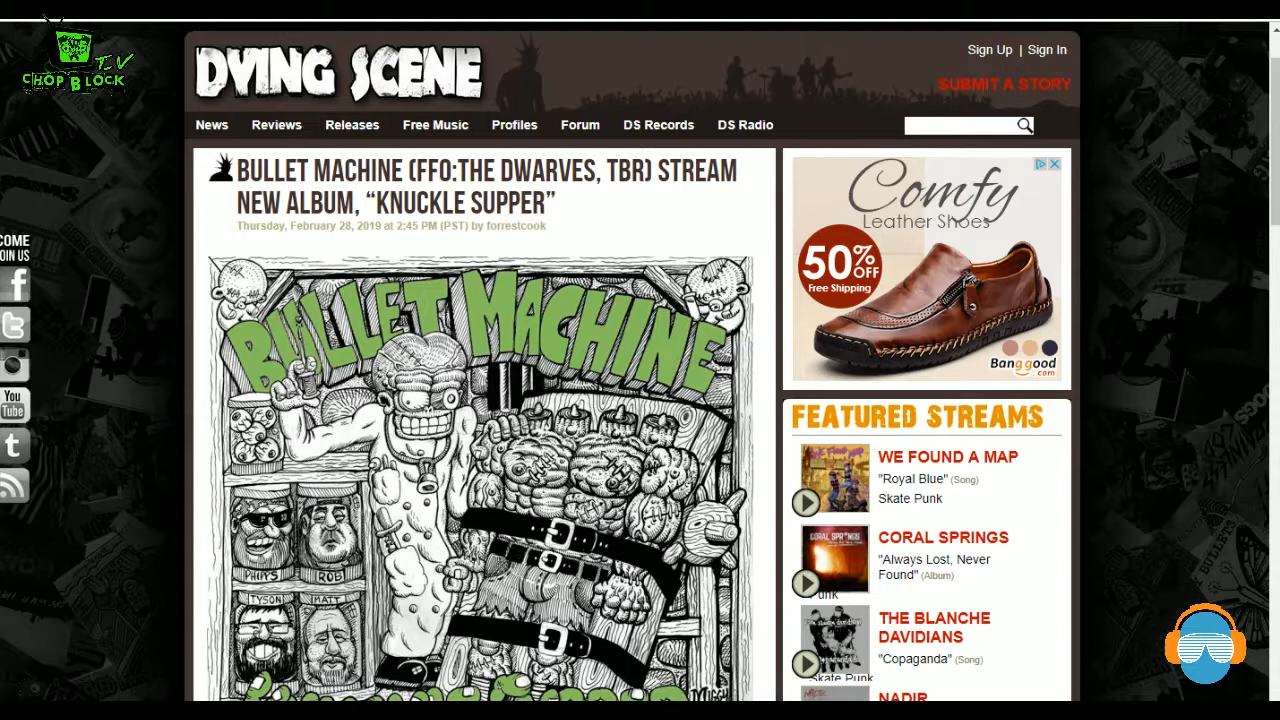 CHOP BLOCK
T.V
DYING SCENE
Sign Up | Sign In
SUBMIT A STORY
News Reviews Releases Free Music Profiles Forum DS Records DS Radio
BULLET MACHINE (FFO:THE DWARVES, TBR) STREAM
NEW ALBUM, “KNUCKLE SUPPER”
Thursday, February 28, 2019 at 2:45 PM (PST) by forrestcook
COME
JOIN US
You
Tube
BULLET MACHINE
PHIPPS
ROB
TYSON
MATT
Comfy
Leather Shoes
50%
OFF
Free Shipping
Banggood
.com
FEATURED STREAMS
WE FOUND A MAP
"Royal Blue" (Song)
Skate Punk
CORAL SPRINGS
"Always Lost, Never
Found" (Album)
Punk
THE BLANCHE
DAVIDIANS
"Copaganda" (Song)
Skate Punk
NADIR